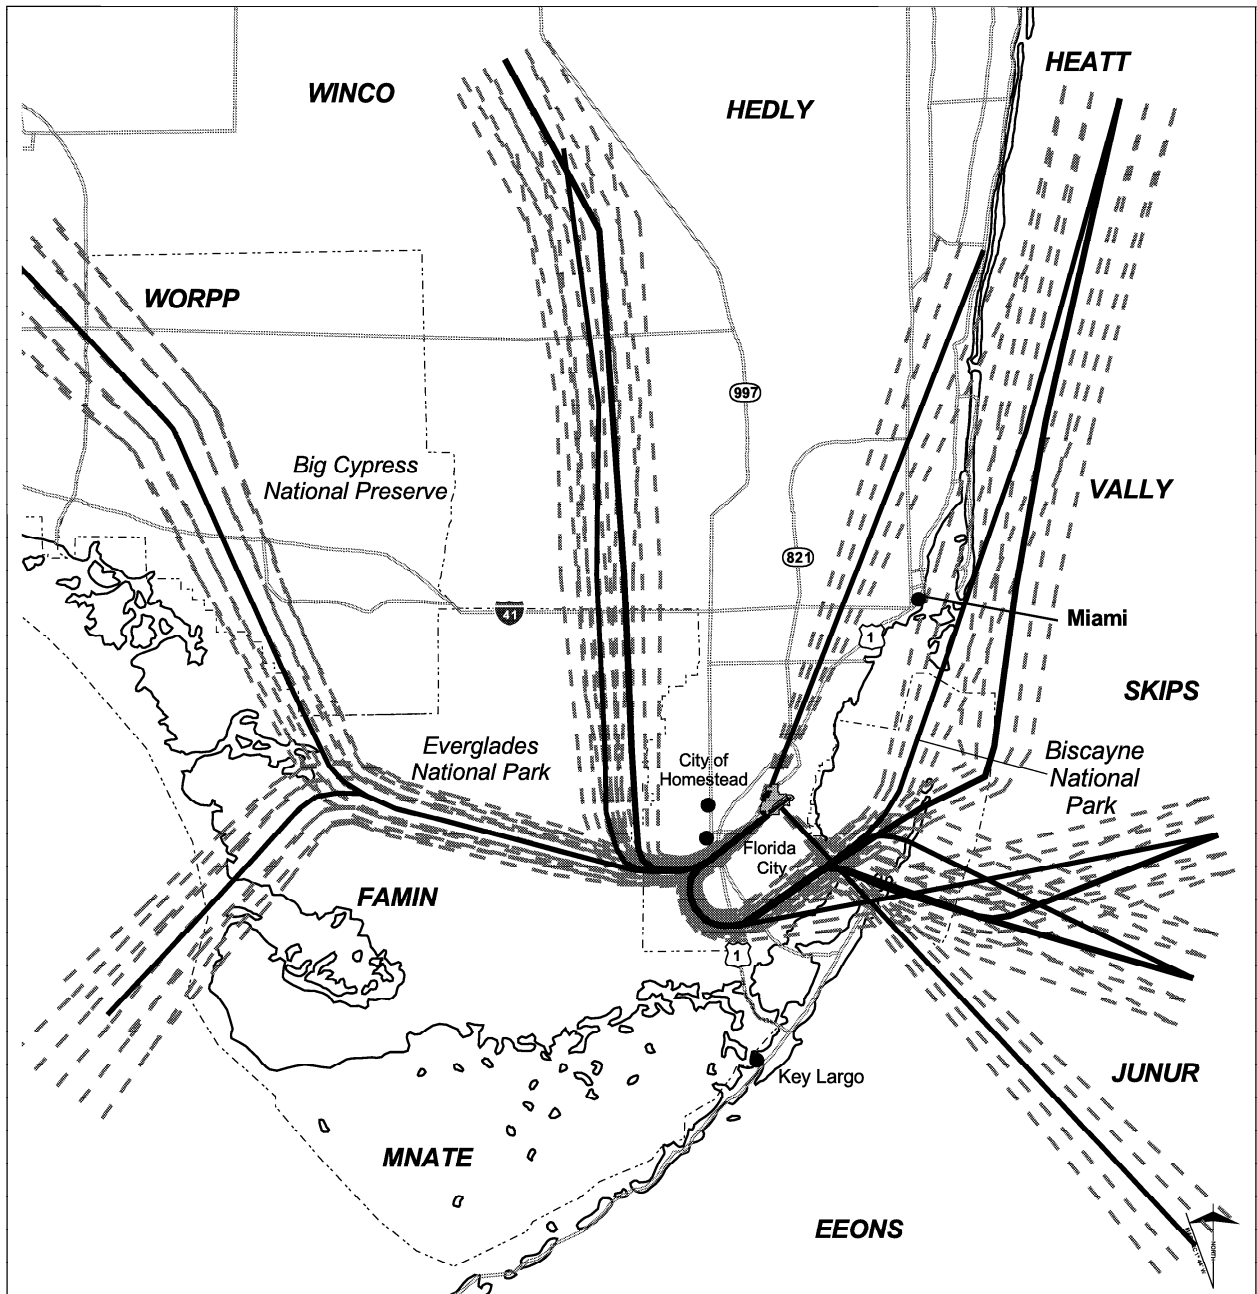 HEATT
WINCO
HEDLY
WORPP
997
Big Cypress
National Preserve
VALLY
821
41
Miami
1
SKIPS
Everglades
National Park
City of
Homestead
Biscayne
National
Park
Florida
City
FAMIN
1
JUNUR
Key Largo
MNATE
EEONS
NORTH